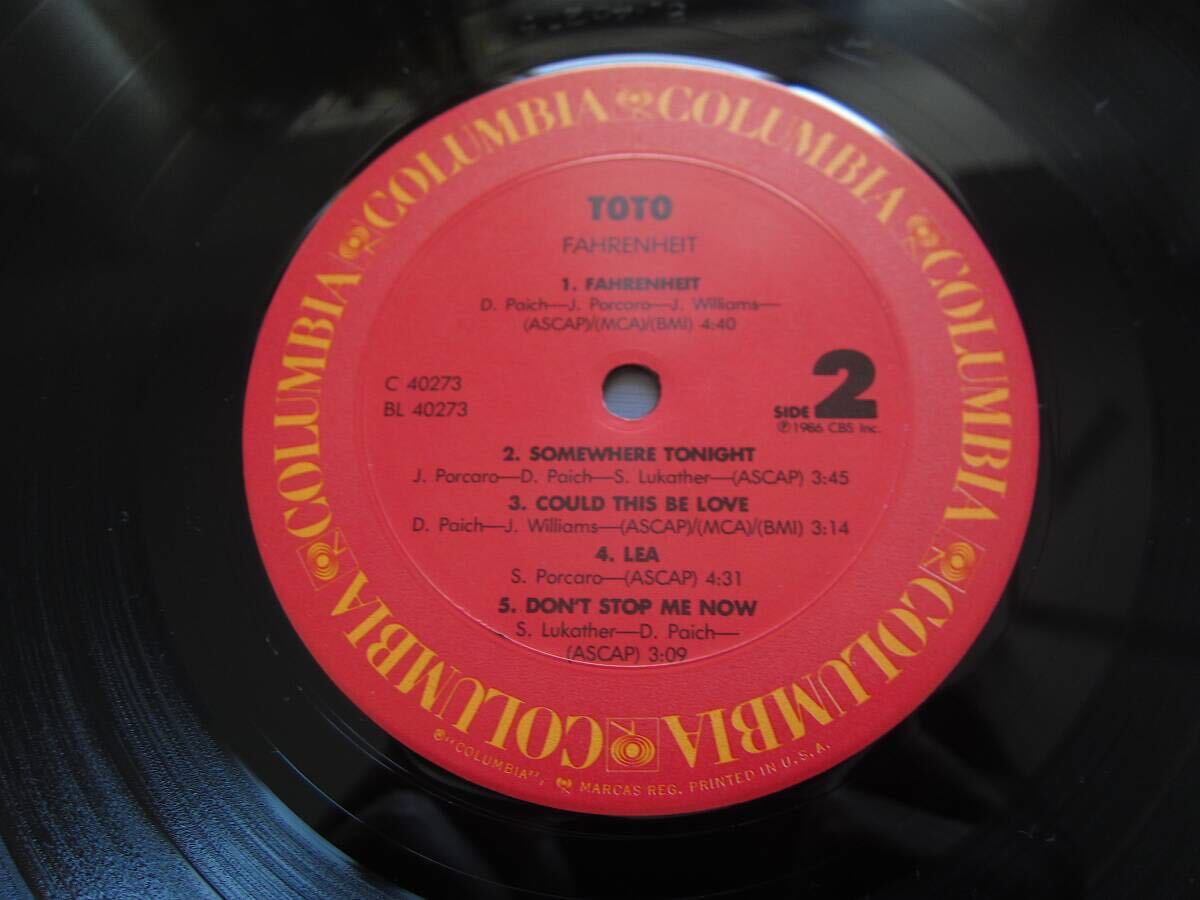 COLUMBIA COLUMBIA COLUMBIA COLUMBIA COLUMBIA COLUMBIA COLUMBIA COLUMBIA
TOTO
FAHRENHEIT
1. FAHRENHEIT
D. Paich—J. Porcaro—J. Williams—
(ASCAP)/(MCA)/(BMI) 4:40
C 40273
BL 40273
SIDE 2
℗1986 CBS Inc.
2. SOMEWHERE TONIGHT
J. Porcaro—D. Paich—S. Lukather—(ASCAP) 3:45
3. COULD THIS BE LOVE
D. Paich—J. Williams—(ASCAP)/(MCA)/(BMI) 3:14
4. LEA
S. Porcaro—(ASCAP) 4:31
5. DON'T STOP ME NOW
S. Lukather—D. Paich—
(ASCAP) 3:09
"COLUMBIA", MARCAS REG. PRINTED IN U.S.A.